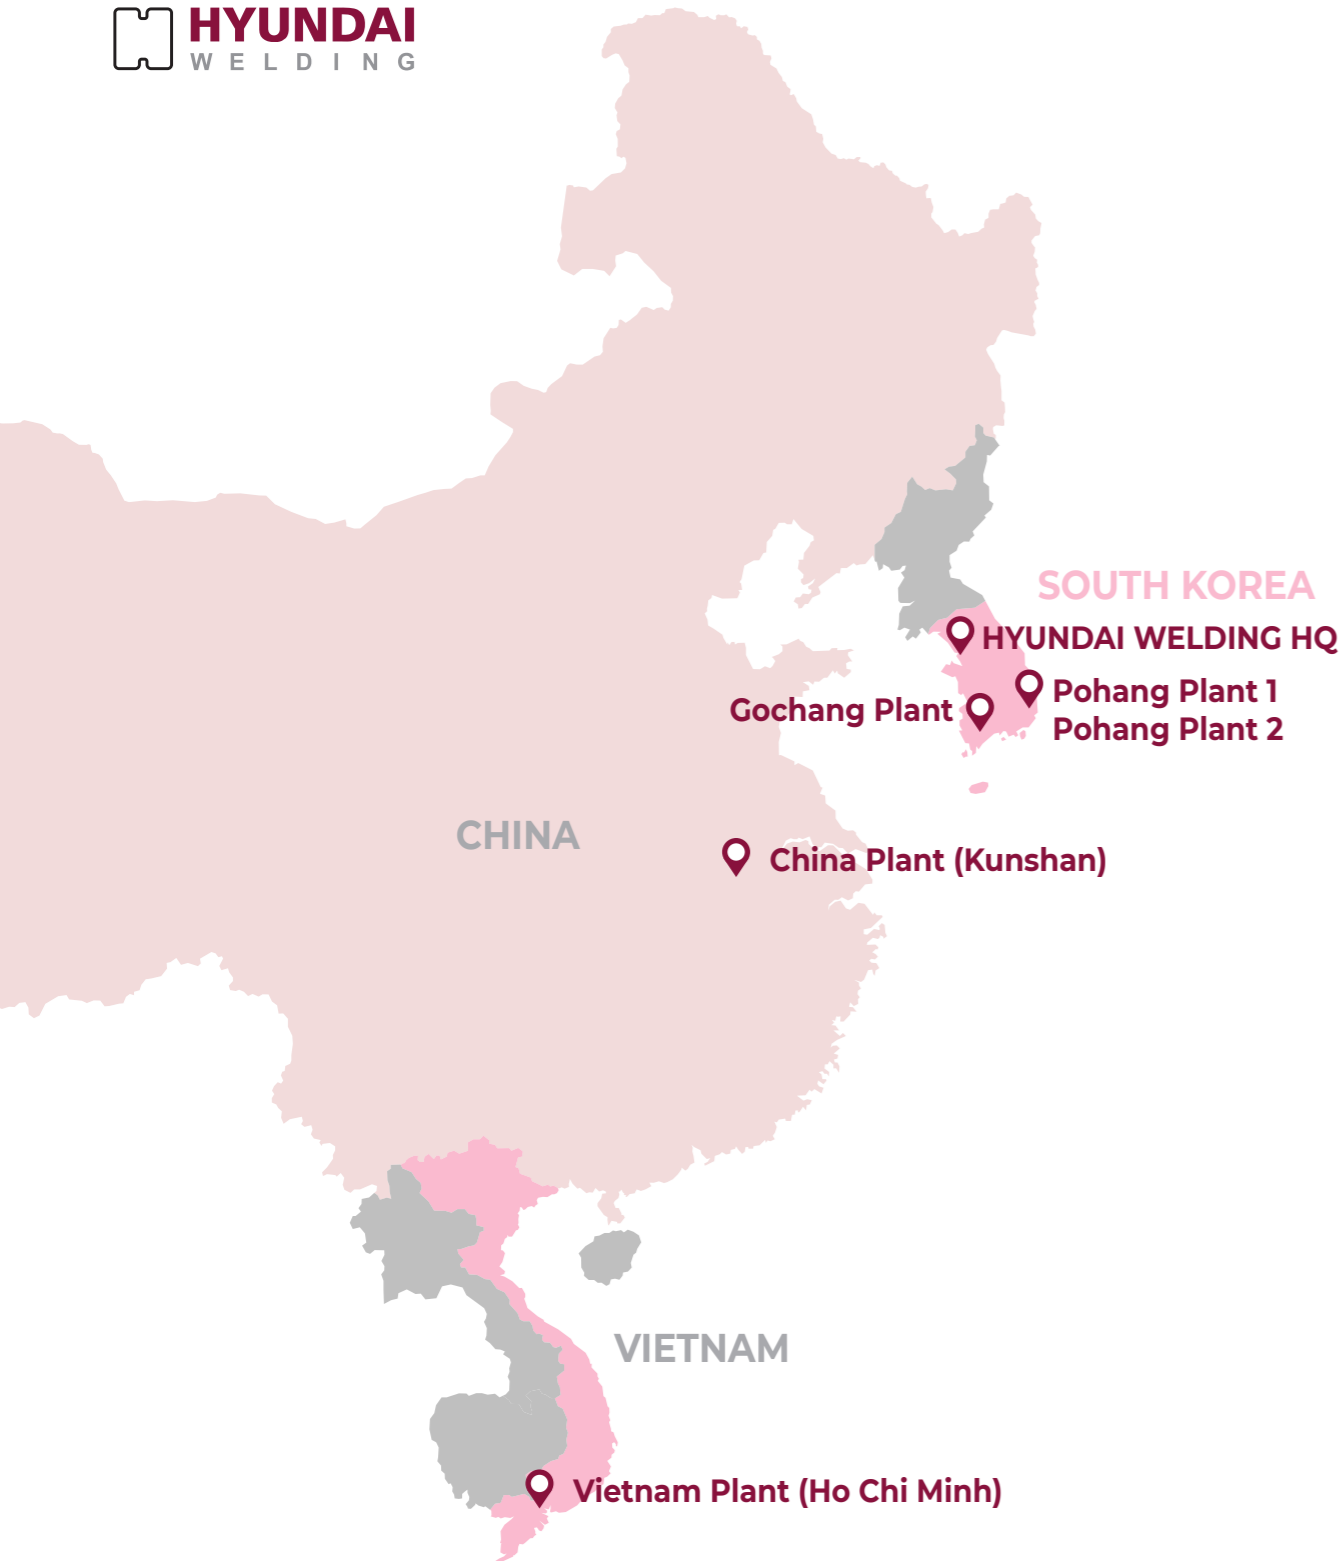 HYUNDAI
WELDING
SOUTH KOREA
HYUNDAI WELDING HQ
Pohang Plant 1
Gochang Plant
Pohang Plant 2
CHINA
China Plant (Kunshan)
VIETNAM
Vietnam Plant (Ho Chi Minh)